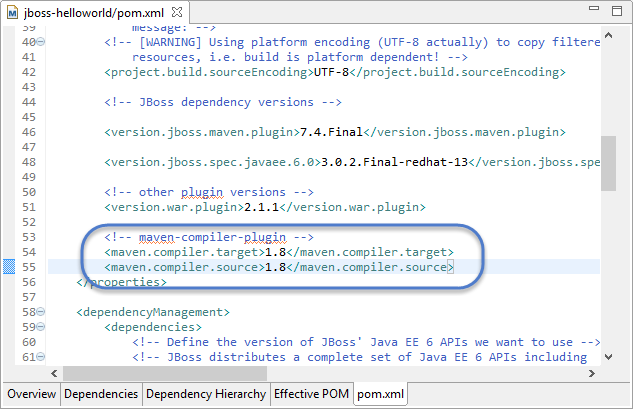 jboss-helloworld/pom.xml
39 message: -->
40 <!-- [WARNING] Using platform encoding (UTF-8 actually) to copy filtere
41 resources, i.e. build is platform dependent! -->
42 <project.build.sourceEncoding>UTF-8</project.build.sourceEncoding>
43
44 <!-- JBoss dependency versions -->
45
46 <version.jboss.maven.plugin>7.4.Final</version.jboss.maven.plugin>
47
48 <version.jboss.spec.javaee.6.0>3.0.2.Final-redhat-13</version.jboss.spe
49
50 <!-- other plugin versions -->
51 <version.war.plugin>2.1.1</version.war.plugin>
52
53 <!-- maven-compiler-plugin -->
54 <maven.compiler.target>1.8</maven.compiler.target>
55 <maven.compiler.source>1.8</maven.compiler.source>
56 </properties>
57
58 <dependencyManagement>
59 <dependencies>
60 <!-- Define the version of JBoss' Java EE 6 APIs we want to use -->
61 <!-- JBoss distributes a complete set of Java EE 6 APIs including
Overview Dependencies Dependency Hierarchy Effective POM pom.xml